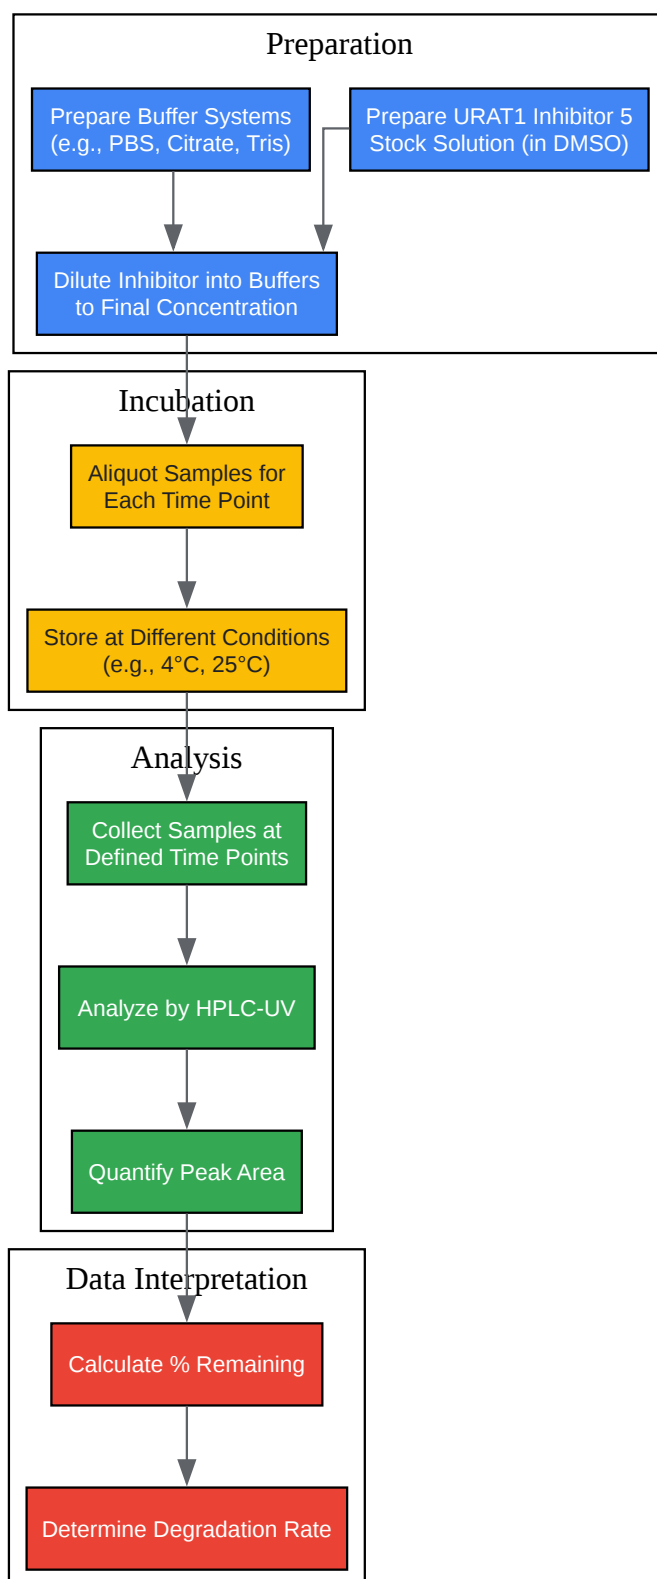 Preparation
Prepare Buffer Systems
(e.g., PBS, Citrate, Tris)
Prepare URAT1 Inhibitor 5
Stock Solution (in DMSO)
Dilute Inhibitor into Buffers
to Final Concentration
Incubation
Aliquot Samples for
Each Time Point
Store at Different Conditions
(e.g., 4°C, 25°C)
Analysis
Collect Samples at
Defined Time Points
Analyze by HPLC-UV
Quantify Peak Area
Data Interpretation
Calculate % Remaining
Determine Degradation Rate